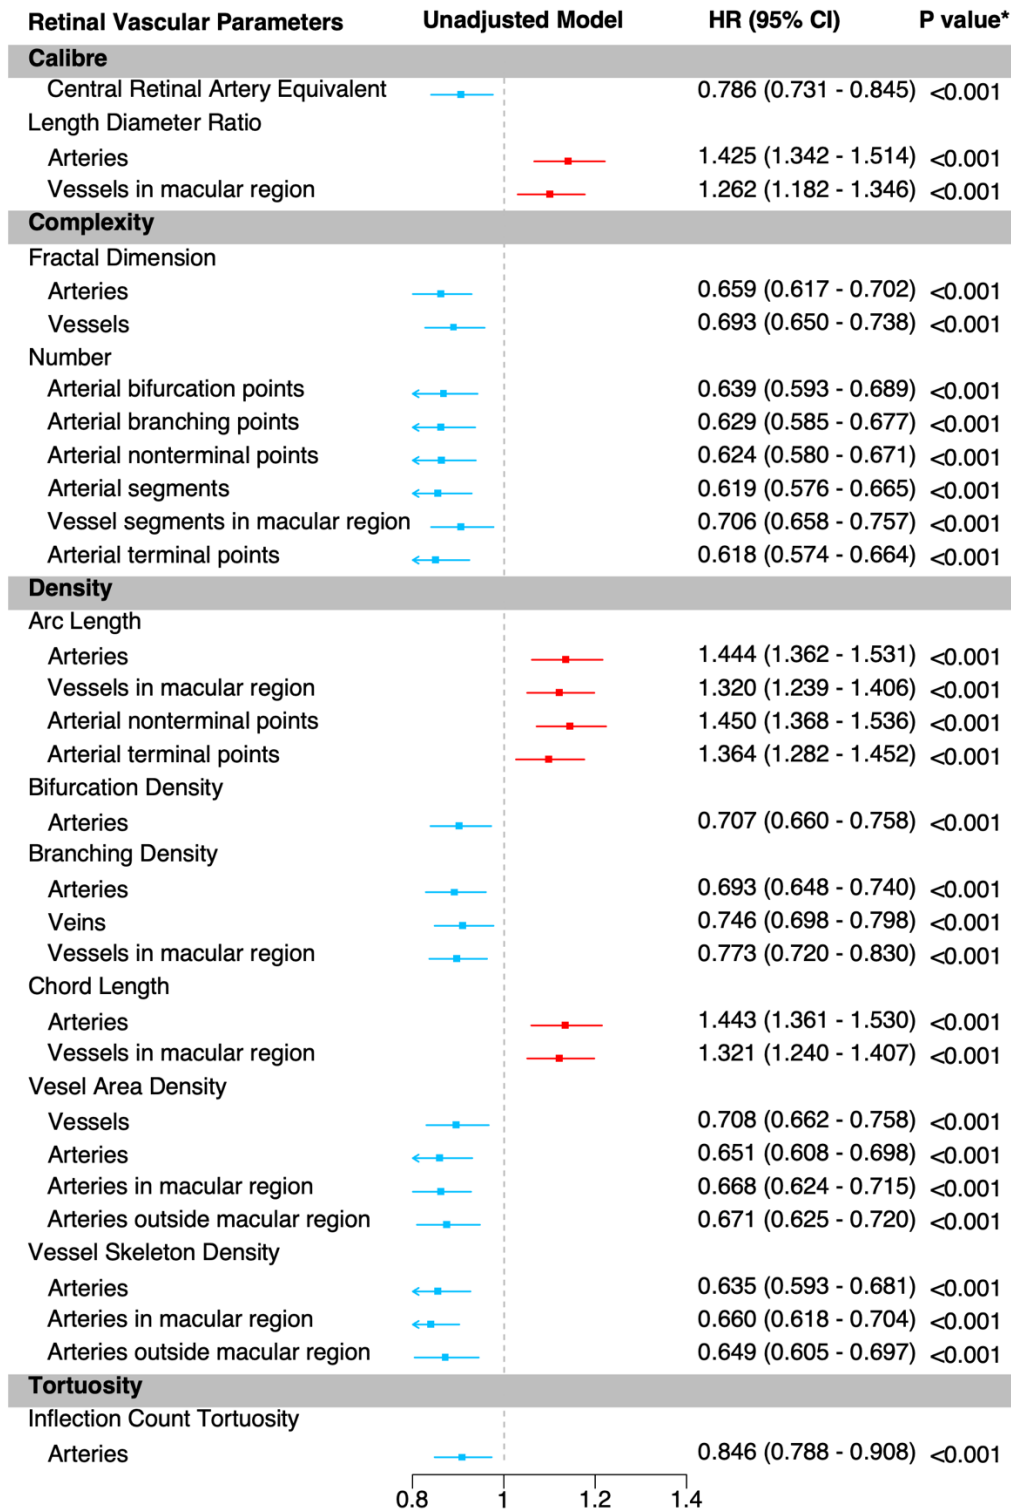 Retinal Vascular Parameters Unadjusted Model HR (95% CI) P value*
Calibre
Central Retinal Artery Equivalent 0.786 (0.731 - 0.845) <0.001
Length Diameter Ratio
Arteries 1.425 (1.342 - 1.514) <0.001
Vessels in macular region 1.262 (1.182 - 1.346) <0.001
Complexity
Fractal Dimension
Arteries 0.659 (0.617 - 0.702) <0.001
Vessels 0.693 (0.650 - 0.738) <0.001
Number
Arterial bifurcation points 0.639 (0.593 - 0.689) <0.001
Arterial branching points 0.629 (0.585 - 0.677) <0.001
Arterial nonterminal points 0.624 (0.580 - 0.671) <0.001
Arterial segments 0.619 (0.576 - 0.665) <0.001
Vessel segments in macular region 0.706 (0.658 - 0.757) <0.001
Arterial terminal points 0.618 (0.574 - 0.664) <0.001
Density
Arc Length
Arteries 1.444 (1.362 - 1.531) <0.001
Vessels in macular region 1.320 (1.239 - 1.406) <0.001
Arterial nonterminal points 1.450 (1.368 - 1.536) <0.001
Arterial terminal points 1.364 (1.282 - 1.452) <0.001
Bifurcation Density
Arteries 0.707 (0.660 - 0.758) <0.001
Branching Density
Arteries 0.693 (0.648 - 0.740) <0.001
Veins 0.746 (0.698 - 0.798) <0.001
Vessels in macular region 0.773 (0.720 - 0.830) <0.001
Chord Length
Arteries 1.443 (1.361 - 1.530) <0.001
Vessels in macular region 1.321 (1.240 - 1.407) <0.001
Vesel Area Density
Vessels 0.708 (0.662 - 0.758) <0.001
Arteries 0.651 (0.608 - 0.698) <0.001
Arteries in macular region 0.668 (0.624 - 0.715) <0.001
Arteries outside macular region 0.671 (0.625 - 0.720) <0.001
Vessel Skeleton Density
Arteries 0.635 (0.593 - 0.681) <0.001
Arteries in macular region 0.660 (0.618 - 0.704) <0.001
Arteries outside macular region 0.649 (0.605 - 0.697) <0.001
Tortuosity
Inflection Count Tortuosity
Arteries 0.846 (0.788 - 0.908) <0.001
0.8 1 1.2 1.4